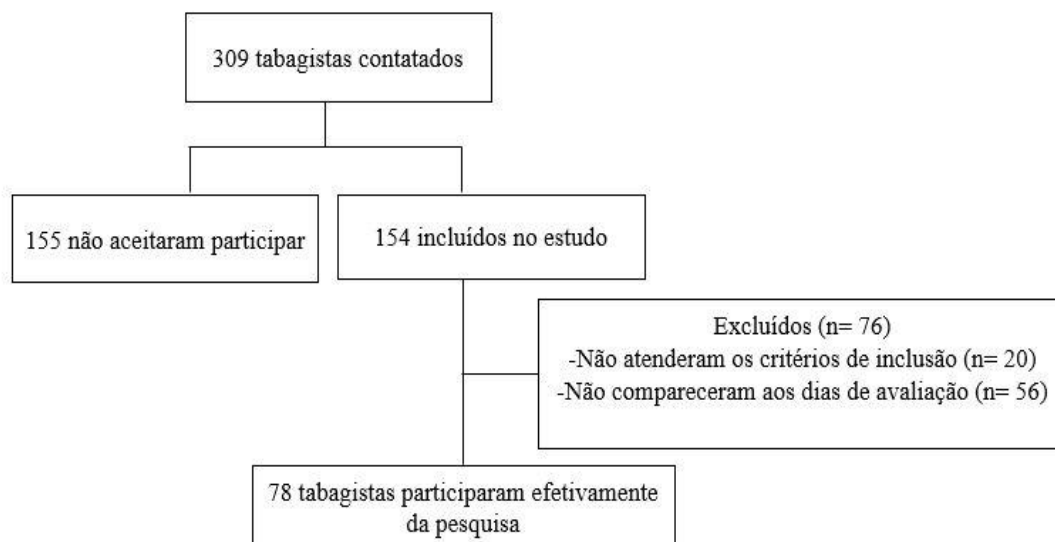 309 tabagistas contatados
155 não aceitaram participar
154 incluídos no estudo
Excluídos (n= 76)
-Não atenderam os critérios de inclusão (n= 20)
-Não compareceram aos dias de avaliação (n= 56)
78 tabagistas participaram efetivamente
da pesquisa